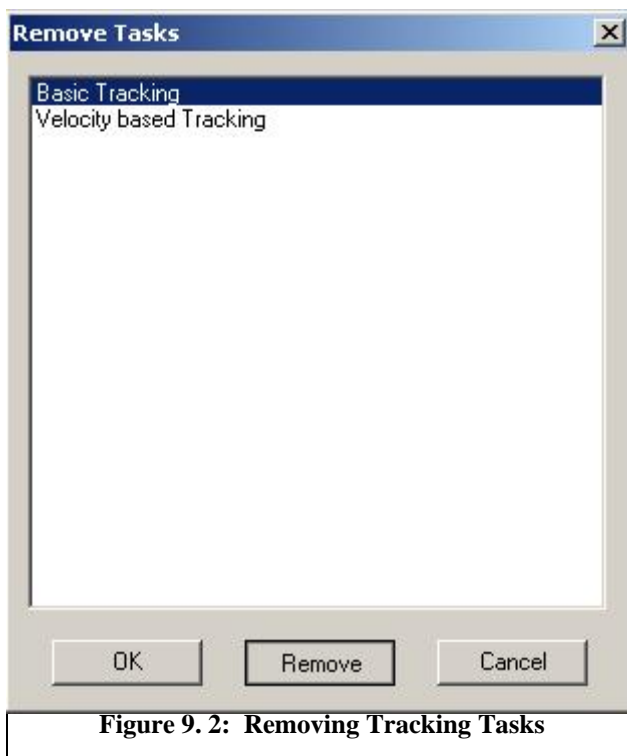 Remove Tasks
Basic Tracking
Velocity based Tracking
OK Remove Cancel
Figure 9. 2: Removing Tracking Tasks